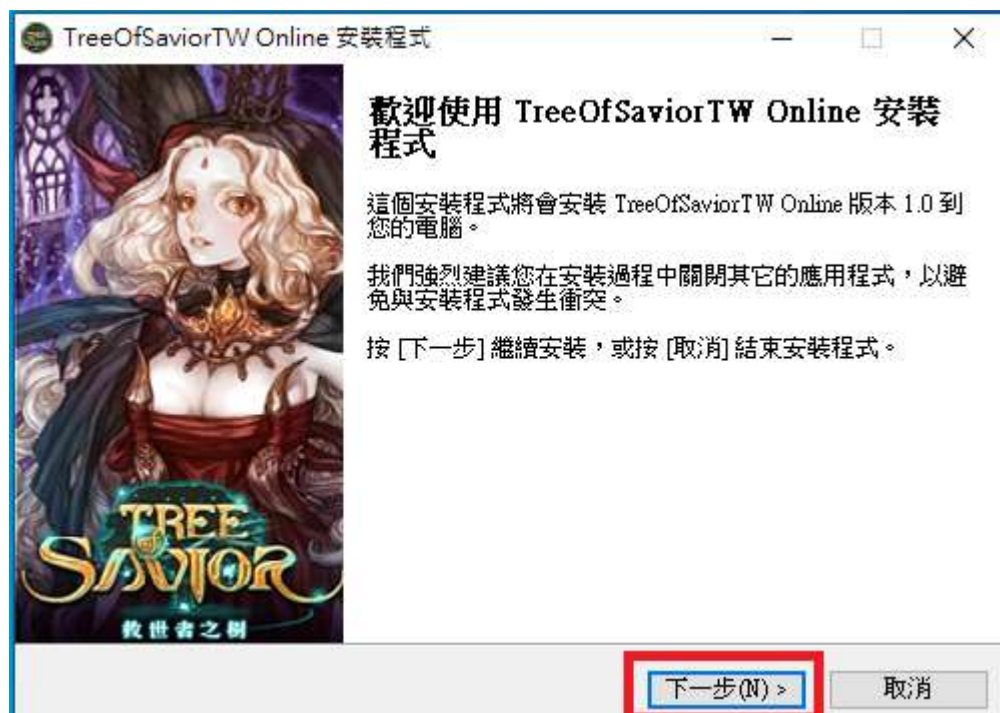 TreeOfSaviorTW Online 安裝程式
歡迎使用 TreeOfSaviorTW Online 安裝
程式
這個安裝程式將會安裝 TreeOfSaviorTW Online 版本 1.0 到
您的電腦。
我們強烈建議您在安裝過程中關閉其它的應用程式，以避
免與安裝程式發生衝突。
按 [下一步] 繼續安裝，或按 [取消] 結束安裝程式。
TREE
of
SAVIOR
救世者之樹
下一步(N) >
取消